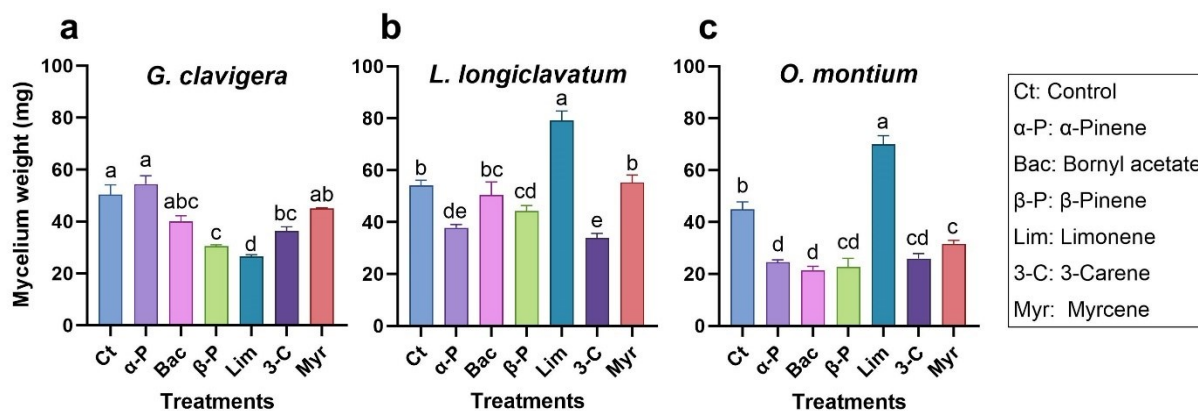 a
b
c
G. clavigera
L. longiclavatum
O. montium
Mycelium weight (mg)
100
80
60
40
20
0
a
a
abc
c
d
bc
ab
Ct
α-P
Bac
β-P
Lim
3-C
Myr
Treatments
100
80
60
40
20
0
b
de
bc
cd
a
e
b
Ct
α-P
Bac
β-P
Lim
3-C
Myr
Treatments
100
80
60
40
20
0
b
d
d
cd
a
cd
c
Ct
α-P
Bac
β-P
Lim
3-C
Myr
Treatments
Ct: Control
α-P: α-Pinene
Bac: Bornyl acetate
β-P: β-Pinene
Lim: Limonene
3-C: 3-Carene
Myr: Myrcene